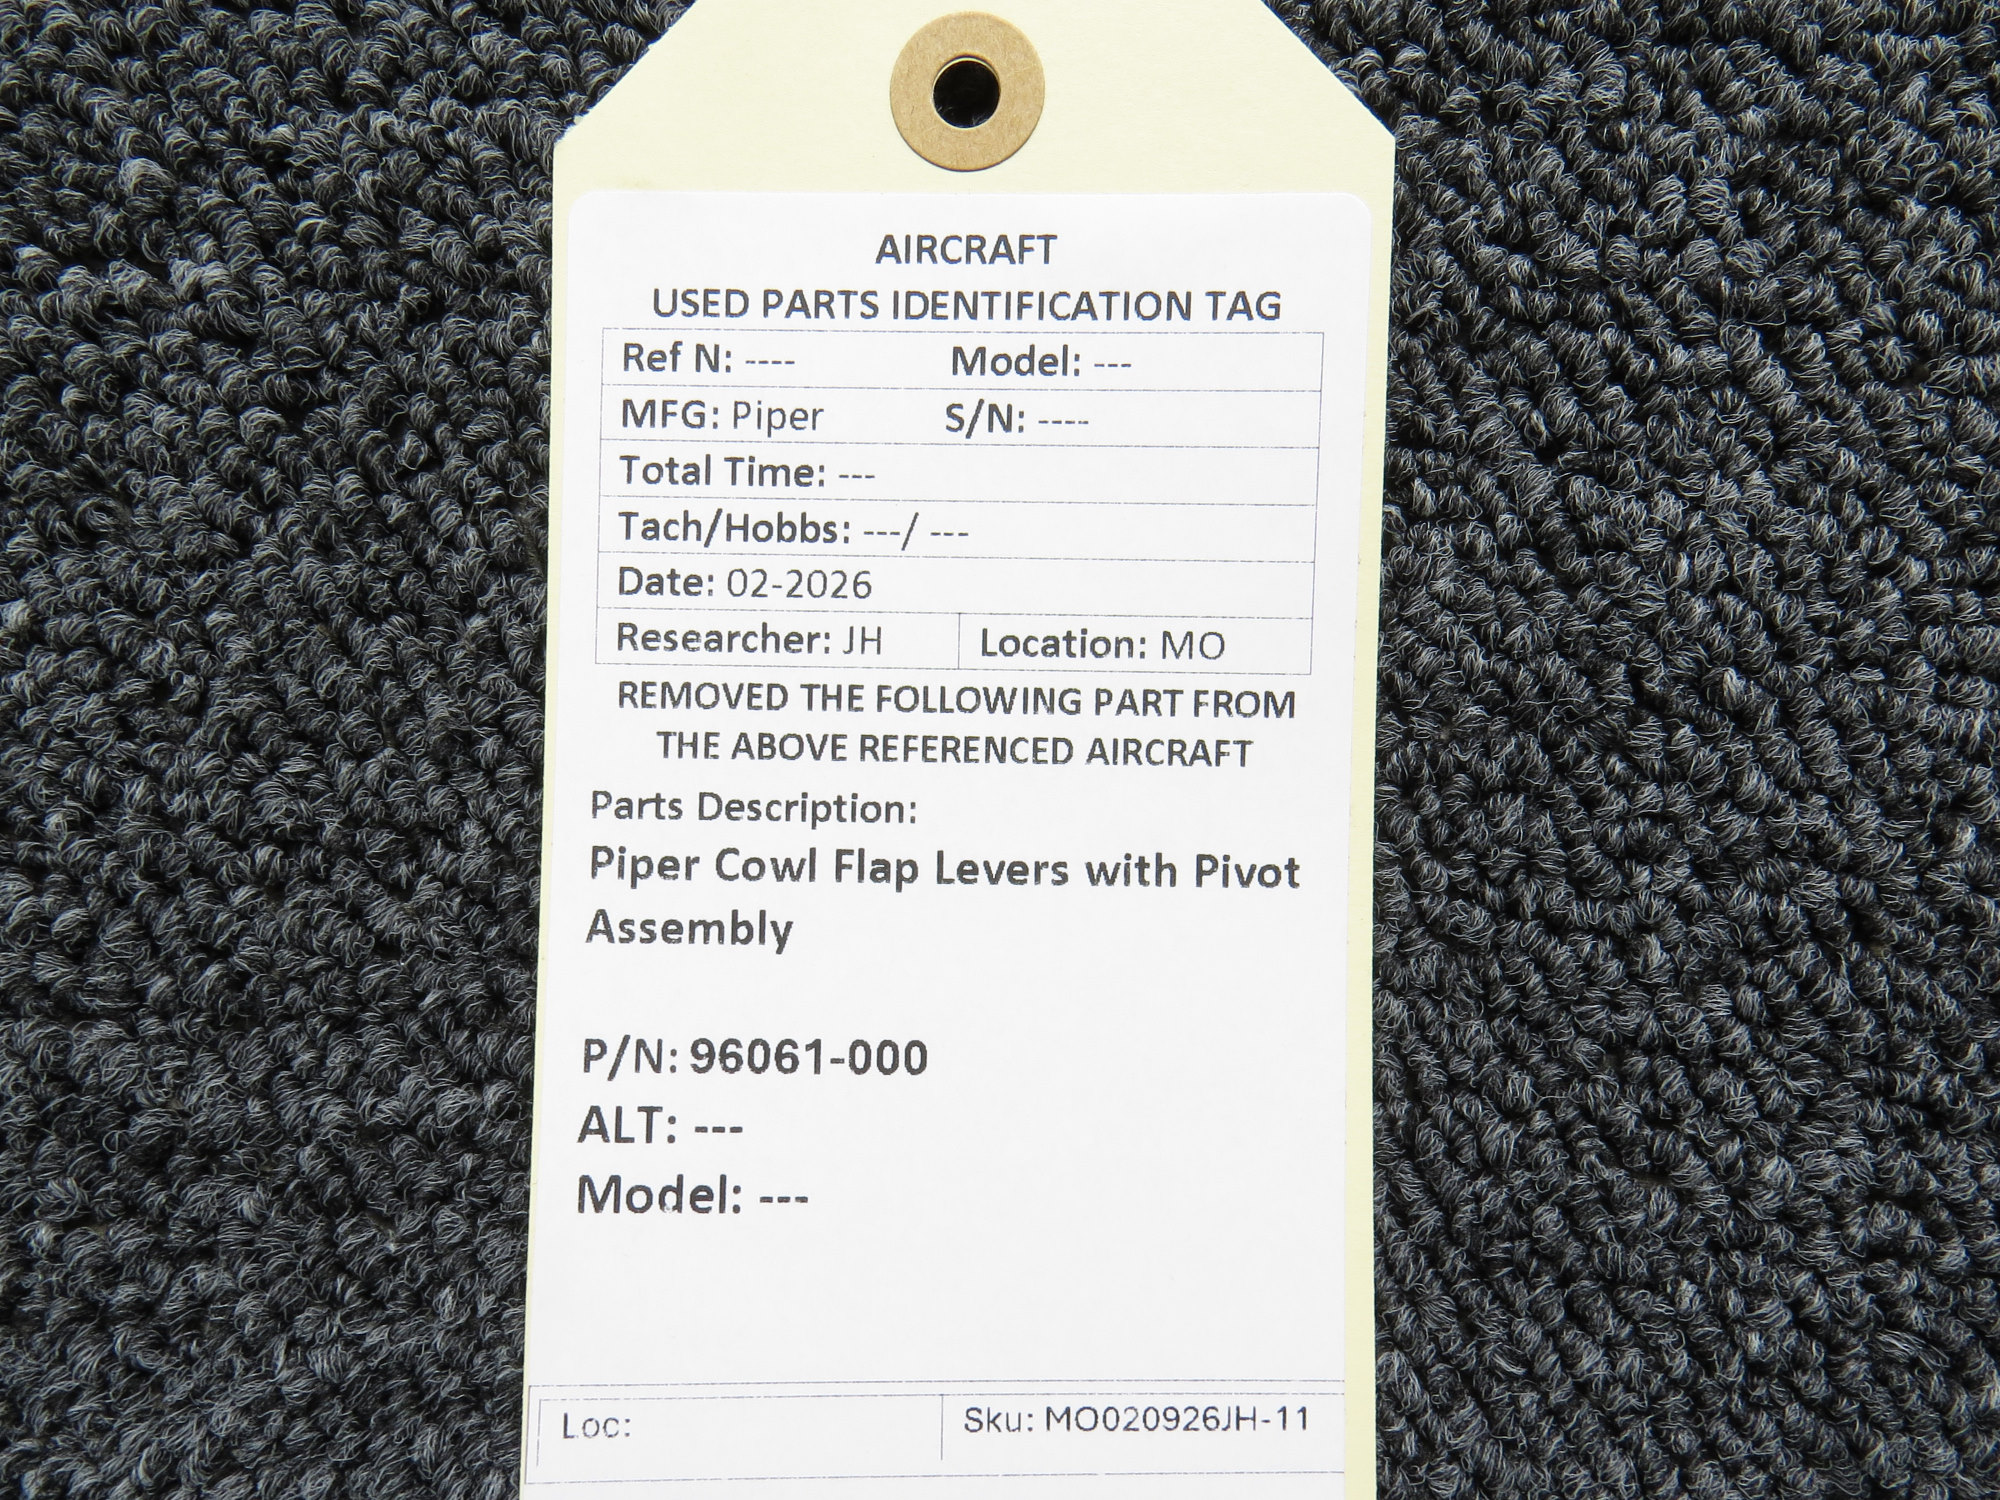 AIRCRAFT
USED PARTS IDENTIFICATION TAG
Ref N: ---- Model: ---
MFG: Piper S/N: ----
Total Time: ---
Tach/Hobbs: ---/ ---
Date: 02-2026
Researcher: JH Location: MO
REMOVED THE FOLLOWING PART FROM
THE ABOVE REFERENCED AIRCRAFT
Parts Description:
Piper Cowl Flap Levers with Pivot
Assembly
P/N: 96061-000
ALT: ---
Model: ---
Loc: Sku: MO020926JH-11